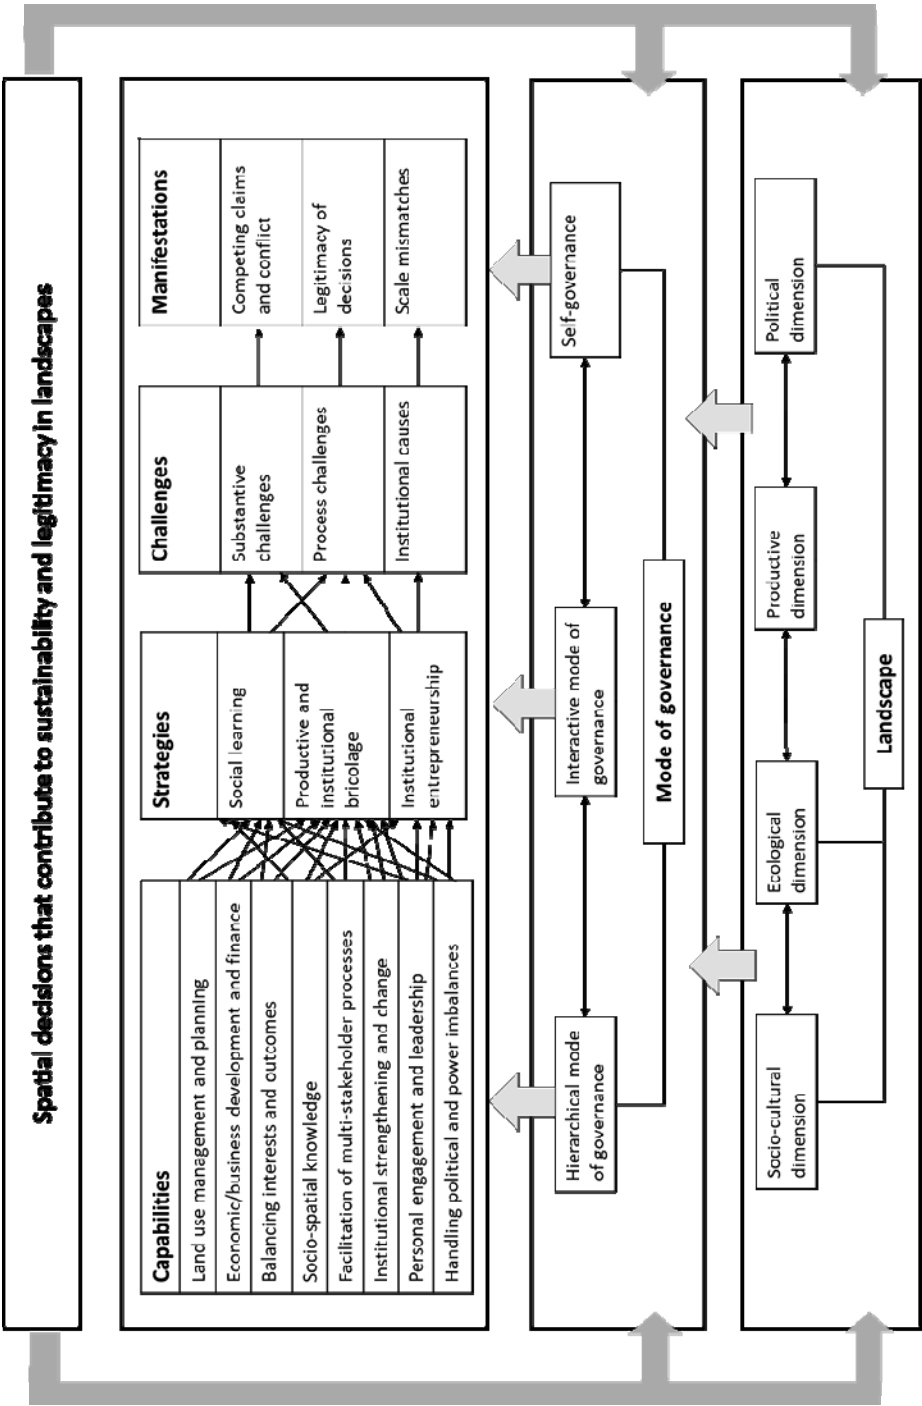 Spatial decisions that contribute to sustainability and legitimacy in landscapes
Capabilities
Land use management and planning
Economic/business development and finance
Balancing interests and outcomes
Socio-spatial knowledge
Facilitation of multi-stakeholder processes
Institutional strengthening and change
Personal engagement and leadership
Handling political and power imbalances
Strategies
Social learning
Productive and
institutional
bricolage
Institutional
entrepreneurship
Challenges
Substantive
challenges
Process challenges
Institutional causes
Manifestations
Competing claims
and conflict
Legitimacy of
decisions
Scale mismatches
Hierarchical mode
of governance
Interactive mode of
governance
Self-governance
Mode of governance
Socio-cultural
dimension
Ecological
dimension
Productive
dimension
Political
dimension
Landscape